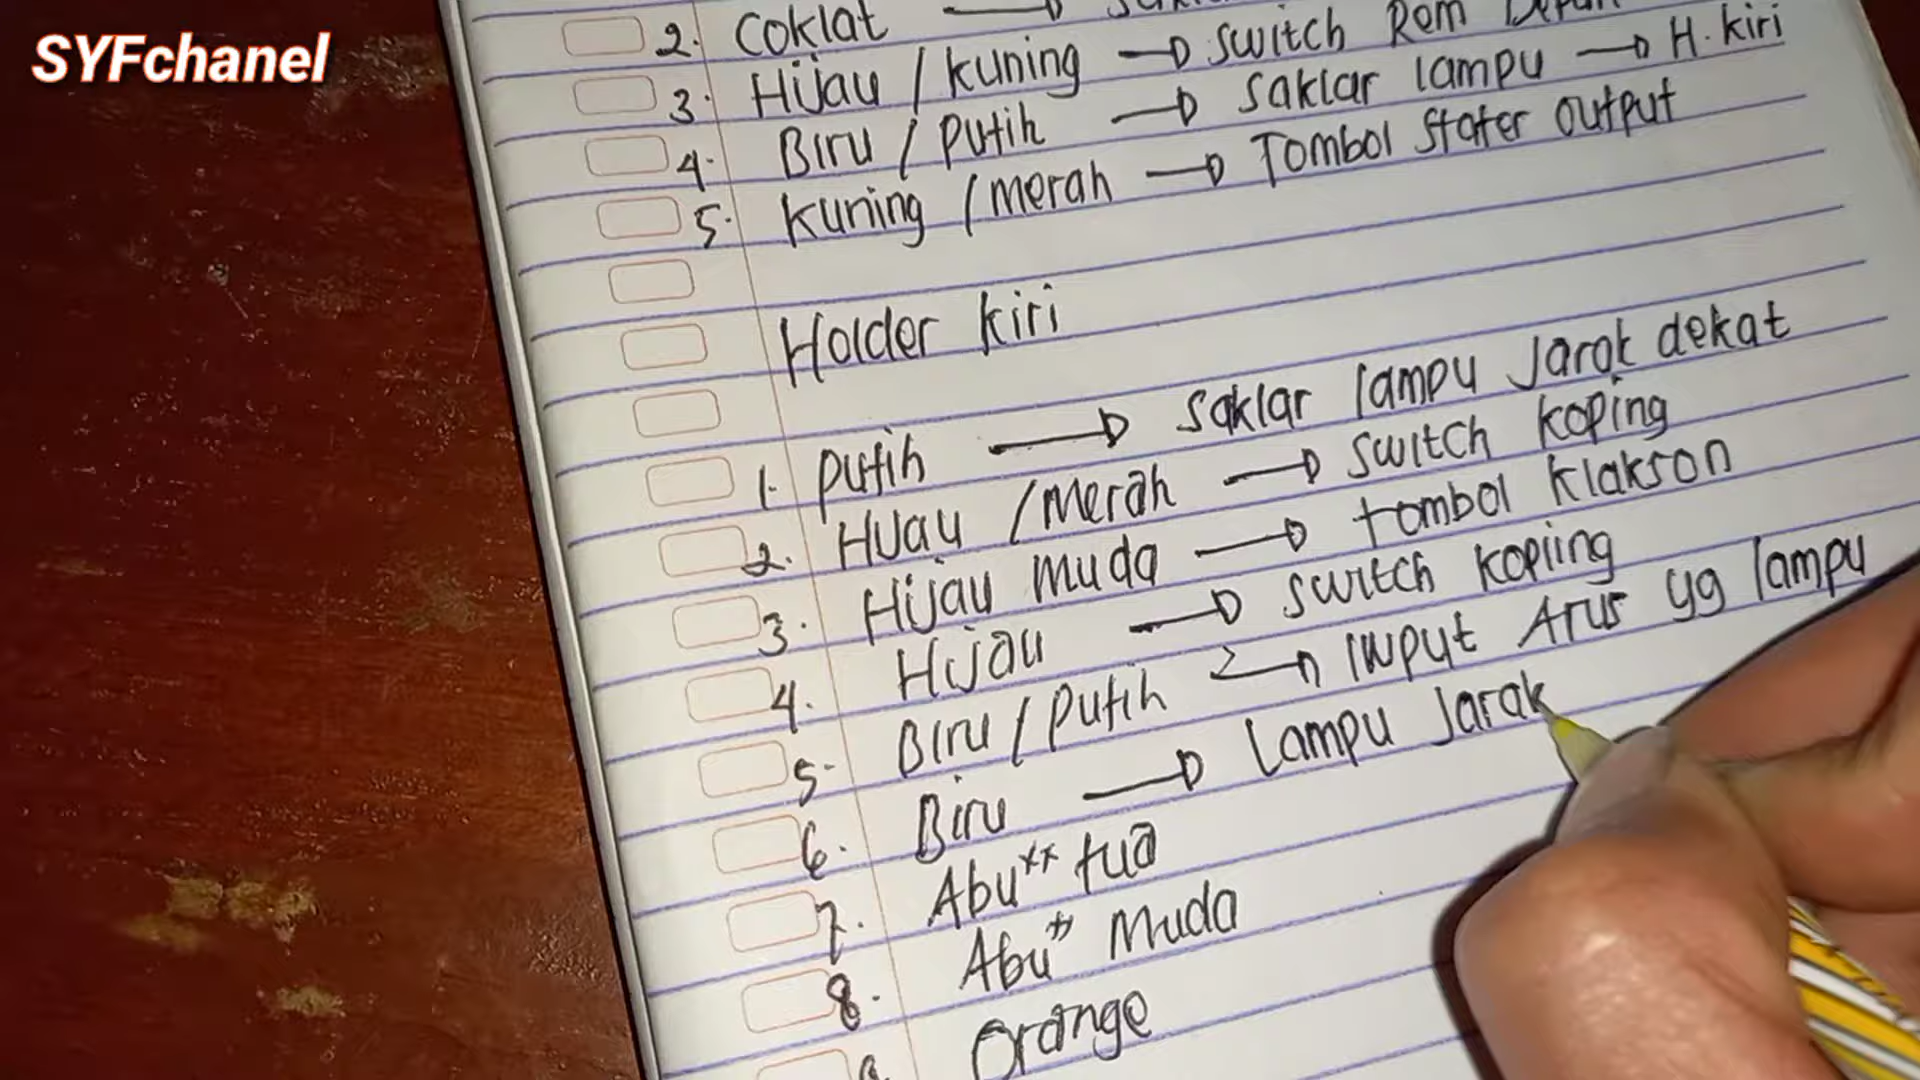 SYFchanel
2. Coklat →
3. Hijau / kuning → switch Rem Depan
4. Biru / Putih → Saklar lampu → H. kiri
5. Kuning / merah → Tombol Stater output
Holder kiri
1. Putih → Saklar lampu Jarak dekat
2. Hijau / Merah → Switch koping
3. Hijau Muda → tombol klakson
4. Hijau → switch kopiing
5. Biru / Putih → INput Arus yg lampu
6. Biru → Lampu Jarak
7. Abu** tua
8. Abu** Muda
9. Orange